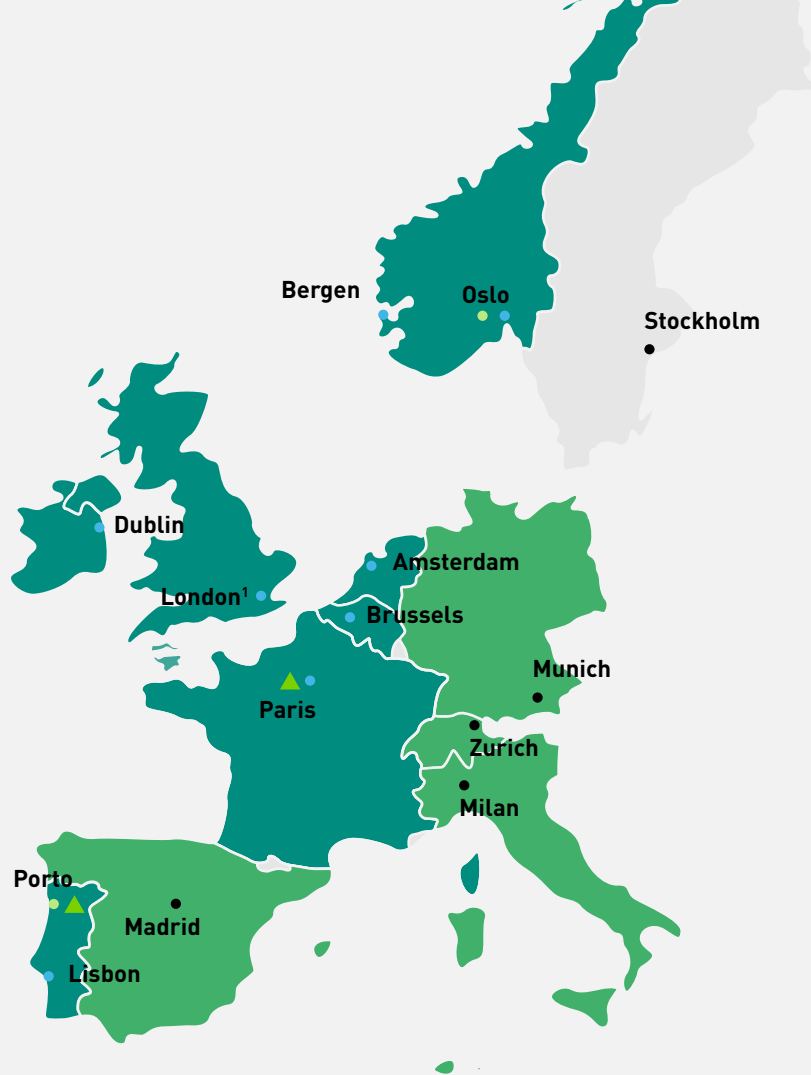 Bergen
Oslo
Stockholm
Dublin
Amsterdam
London¹
Brussels
Munich
Paris
Zurich
Milan
Porto
Madrid
Lisbon